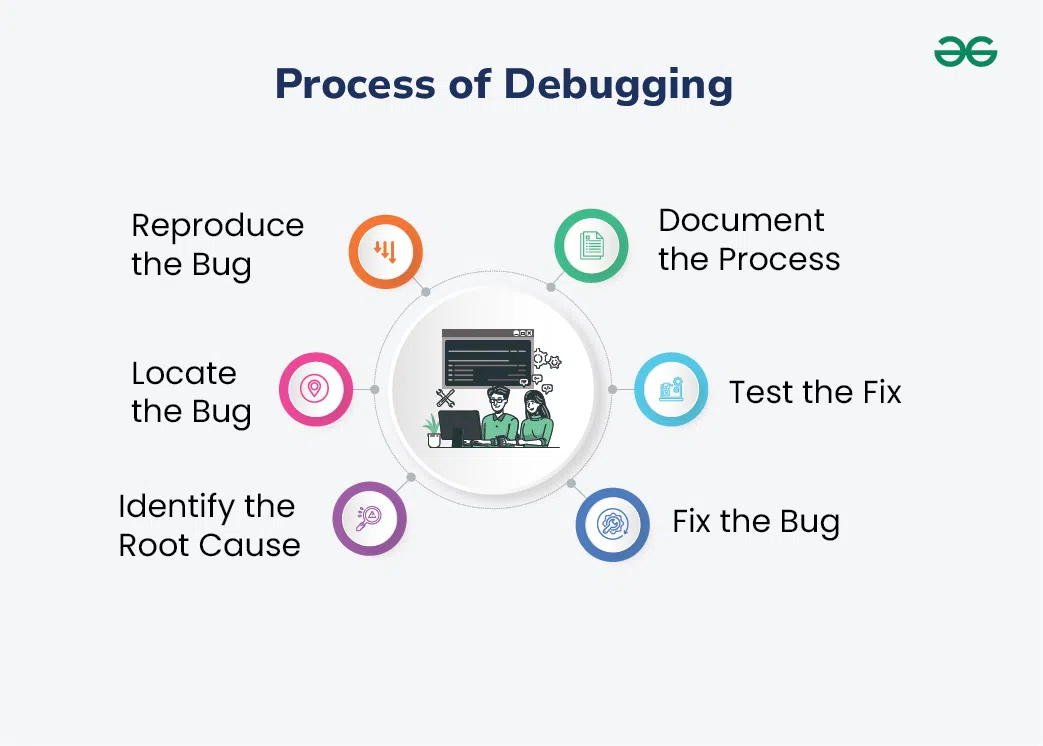 Process of Debugging
Reproduce
the Bug
Locate
the Bug
Identify the
Root Cause
Document
the Process
Test the Fix
Fix the Bug